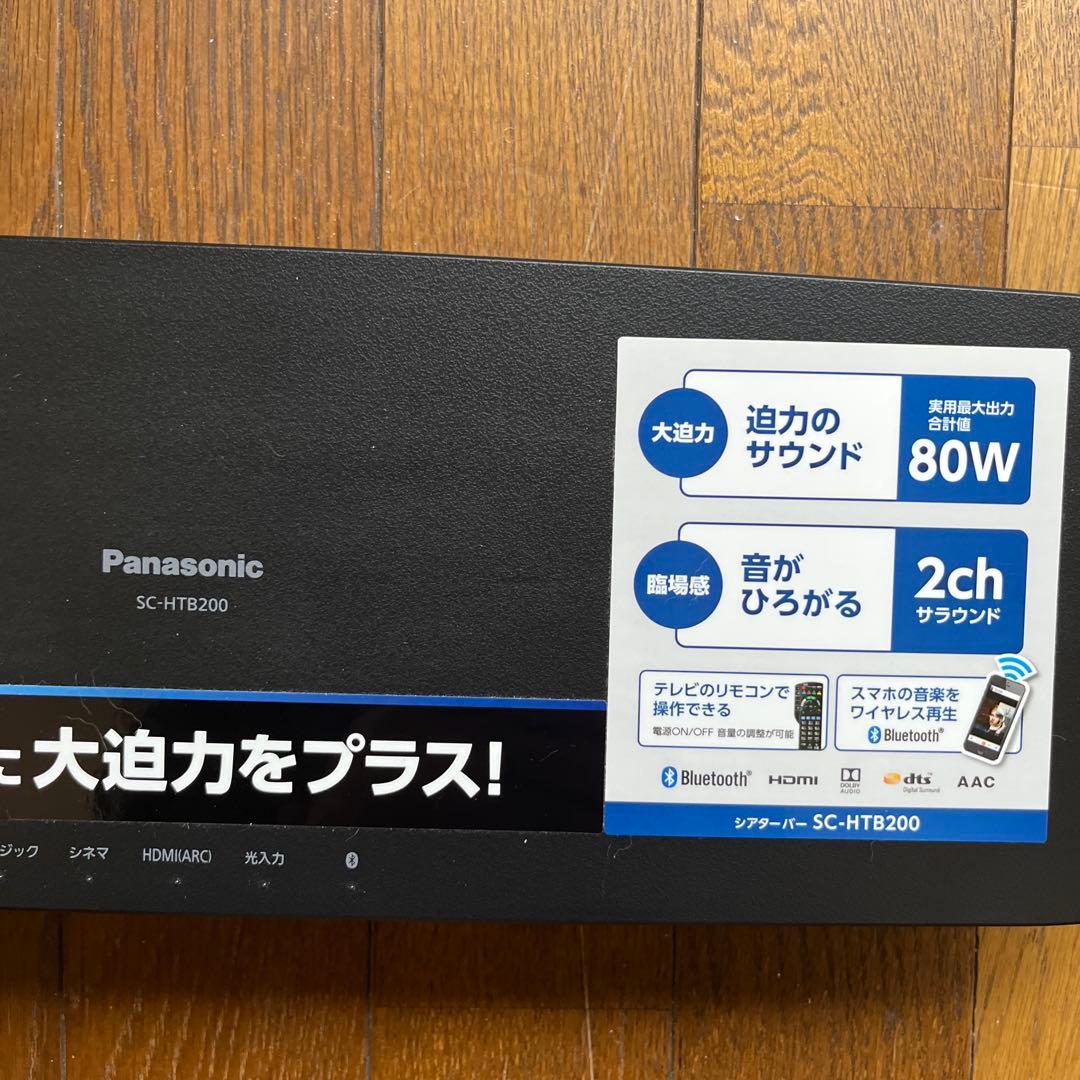 Panasonic
SC-HTB200
大迫力をプラス!
ジック シネマ HDMI(ARC) 光入力
大迫力
迫力の
サウンド
実用最大出力
合計値
80W
臨場感
音が
ひろがる
2ch
サラウンド
テレビのリモコンで
操作できる
電源ON/OFF 音量の調整が可能
スマホの音楽を
ワイヤレス再生
Bluetooth®
Bluetooth® HDMI DOLBY AUDIO dts Digital Surround AAC
シアターバー SC-HTB200